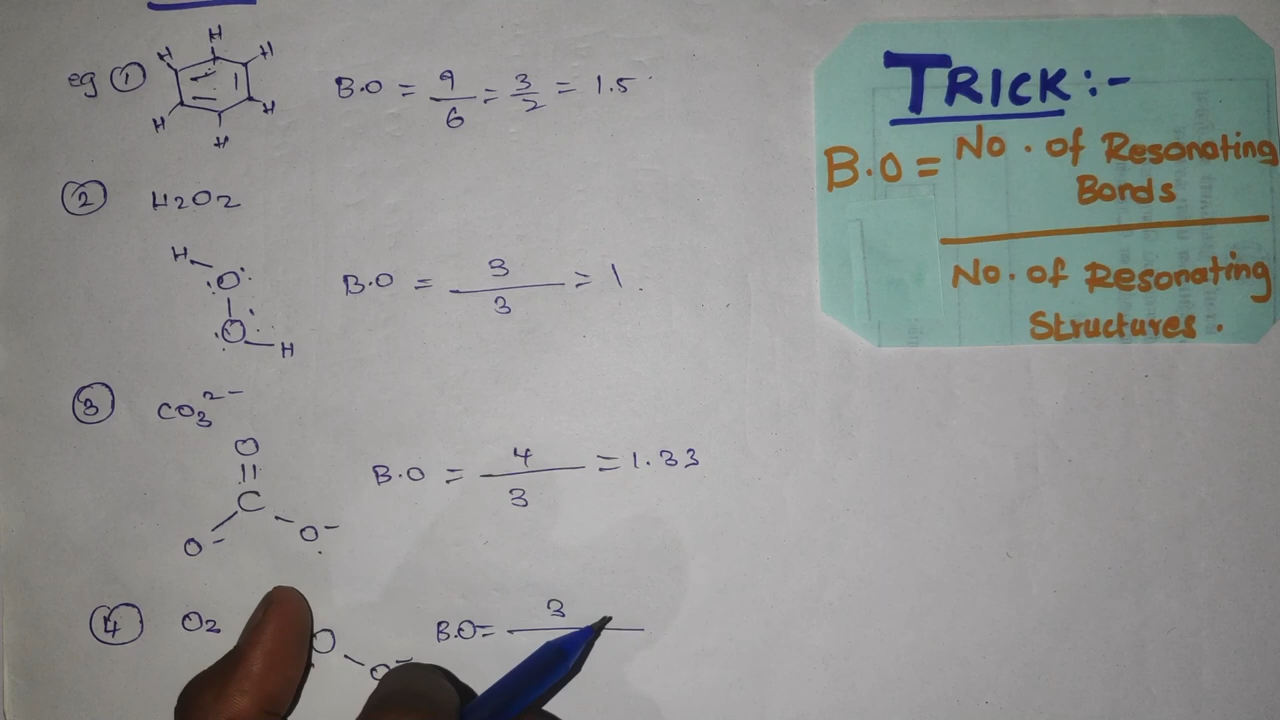 eg ① H H H H H H B.O = 9/6 = 3/2 = 1.5
② H2O2
H
:O: B.O = 3/3 = 1.
:O:
H
③ CO3 2-
O
C B.O = 4/3 = 1.33
O- O-
④ O3 O O- B.O = 3
TRICK :-
B.O = No. of Resonating
Bonds
No. of Resonating
Structures.